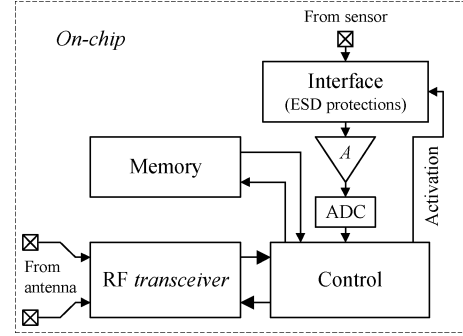 From sensor
On-chip
Interface
(ESD protections)
A
Memory
Activation
ADC
From
antenna
RF transceiver
Control